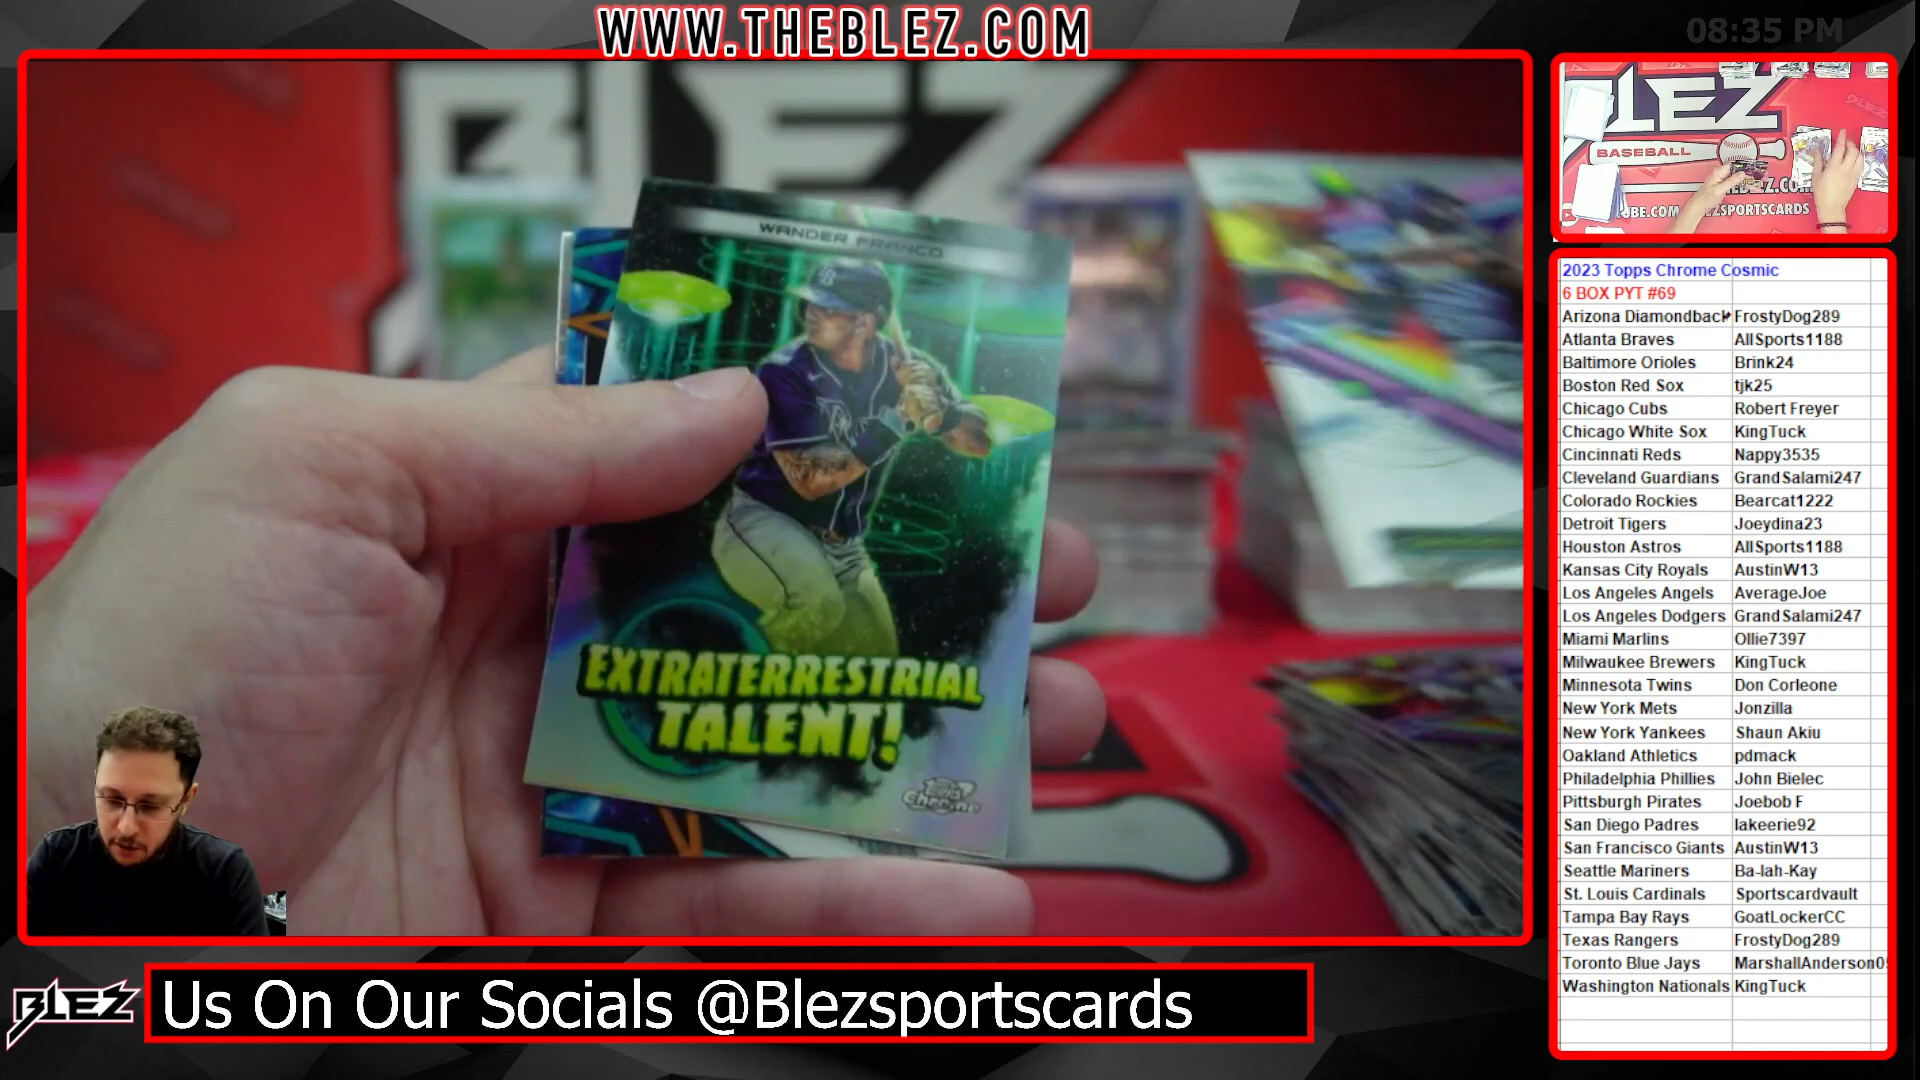 WWW.THEBLEZ.COM
08:35 PM
BLEZ
WANDER FRANCO
TB
EXTRATERRESTRIAL
TALENT!
Topps
Chrome
LEZ
BASEBALL
2023 Topps Chrome Cosmic
6 BOX PYT #69
Arizona Diamondback FrostyDog289
Atlanta Braves AllSports1188
Baltimore Orioles Brink24
Boston Red Sox tjk25
Chicago Cubs Robert Freyer
Chicago White Sox KingTuck
Cincinnati Reds Nappy3535
Cleveland Guardians GrandSalami247
Colorado Rockies Bearcat1222
Detroit Tigers Joeydina23
Houston Astros AllSports1188
Kansas City Royals AustinW13
Los Angeles Angels AverageJoe
Los Angeles Dodgers GrandSalami247
Miami Marlins Ollie7397
Milwaukee Brewers KingTuck
Minnesota Twins Don Corleone
New York Mets Jonzilla
New York Yankees Shaun Akiu
Oakland Athletics pdmack
Philadelphia Phillies John Bielec
Pittsburgh Pirates Joebob F
San Diego Padres lakeerie92
San Francisco Giants AustinW13
Seattle Mariners Ba-lah-Kay
St. Louis Cardinals Sportscardvault
Tampa Bay Rays GoatLockerCC
Texas Rangers FrostyDog289
Toronto Blue Jays MarshallAnderson05
Washington Nationals KingTuck
BLEZ
Us On Our Socials @Blezsportscards